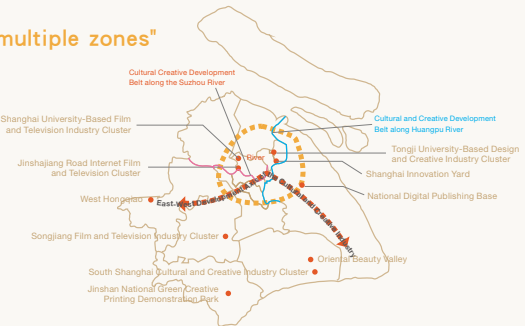 multiple zones"
Cultural Creative Development
Belt along the Suzhou River
Shanghai University-Based Film
and Television Industry Cluster
Cultural and Creative Development
Belt along Huangpu River
Tongji University-Based Design
and Creative Industry Cluster
River
Jinshajiang Road Internet Film
and Television Cluster
Shanghai Innovation Yard
National Digital Publishing Base
West Hongqiao
East-West
Songjiang Film and Television Industry Cluster
Oriental Beauty Valley
South Shanghai Cultural and Creative Industry Cluster
Jinshan National Green Creative
Printing Demonstration Park